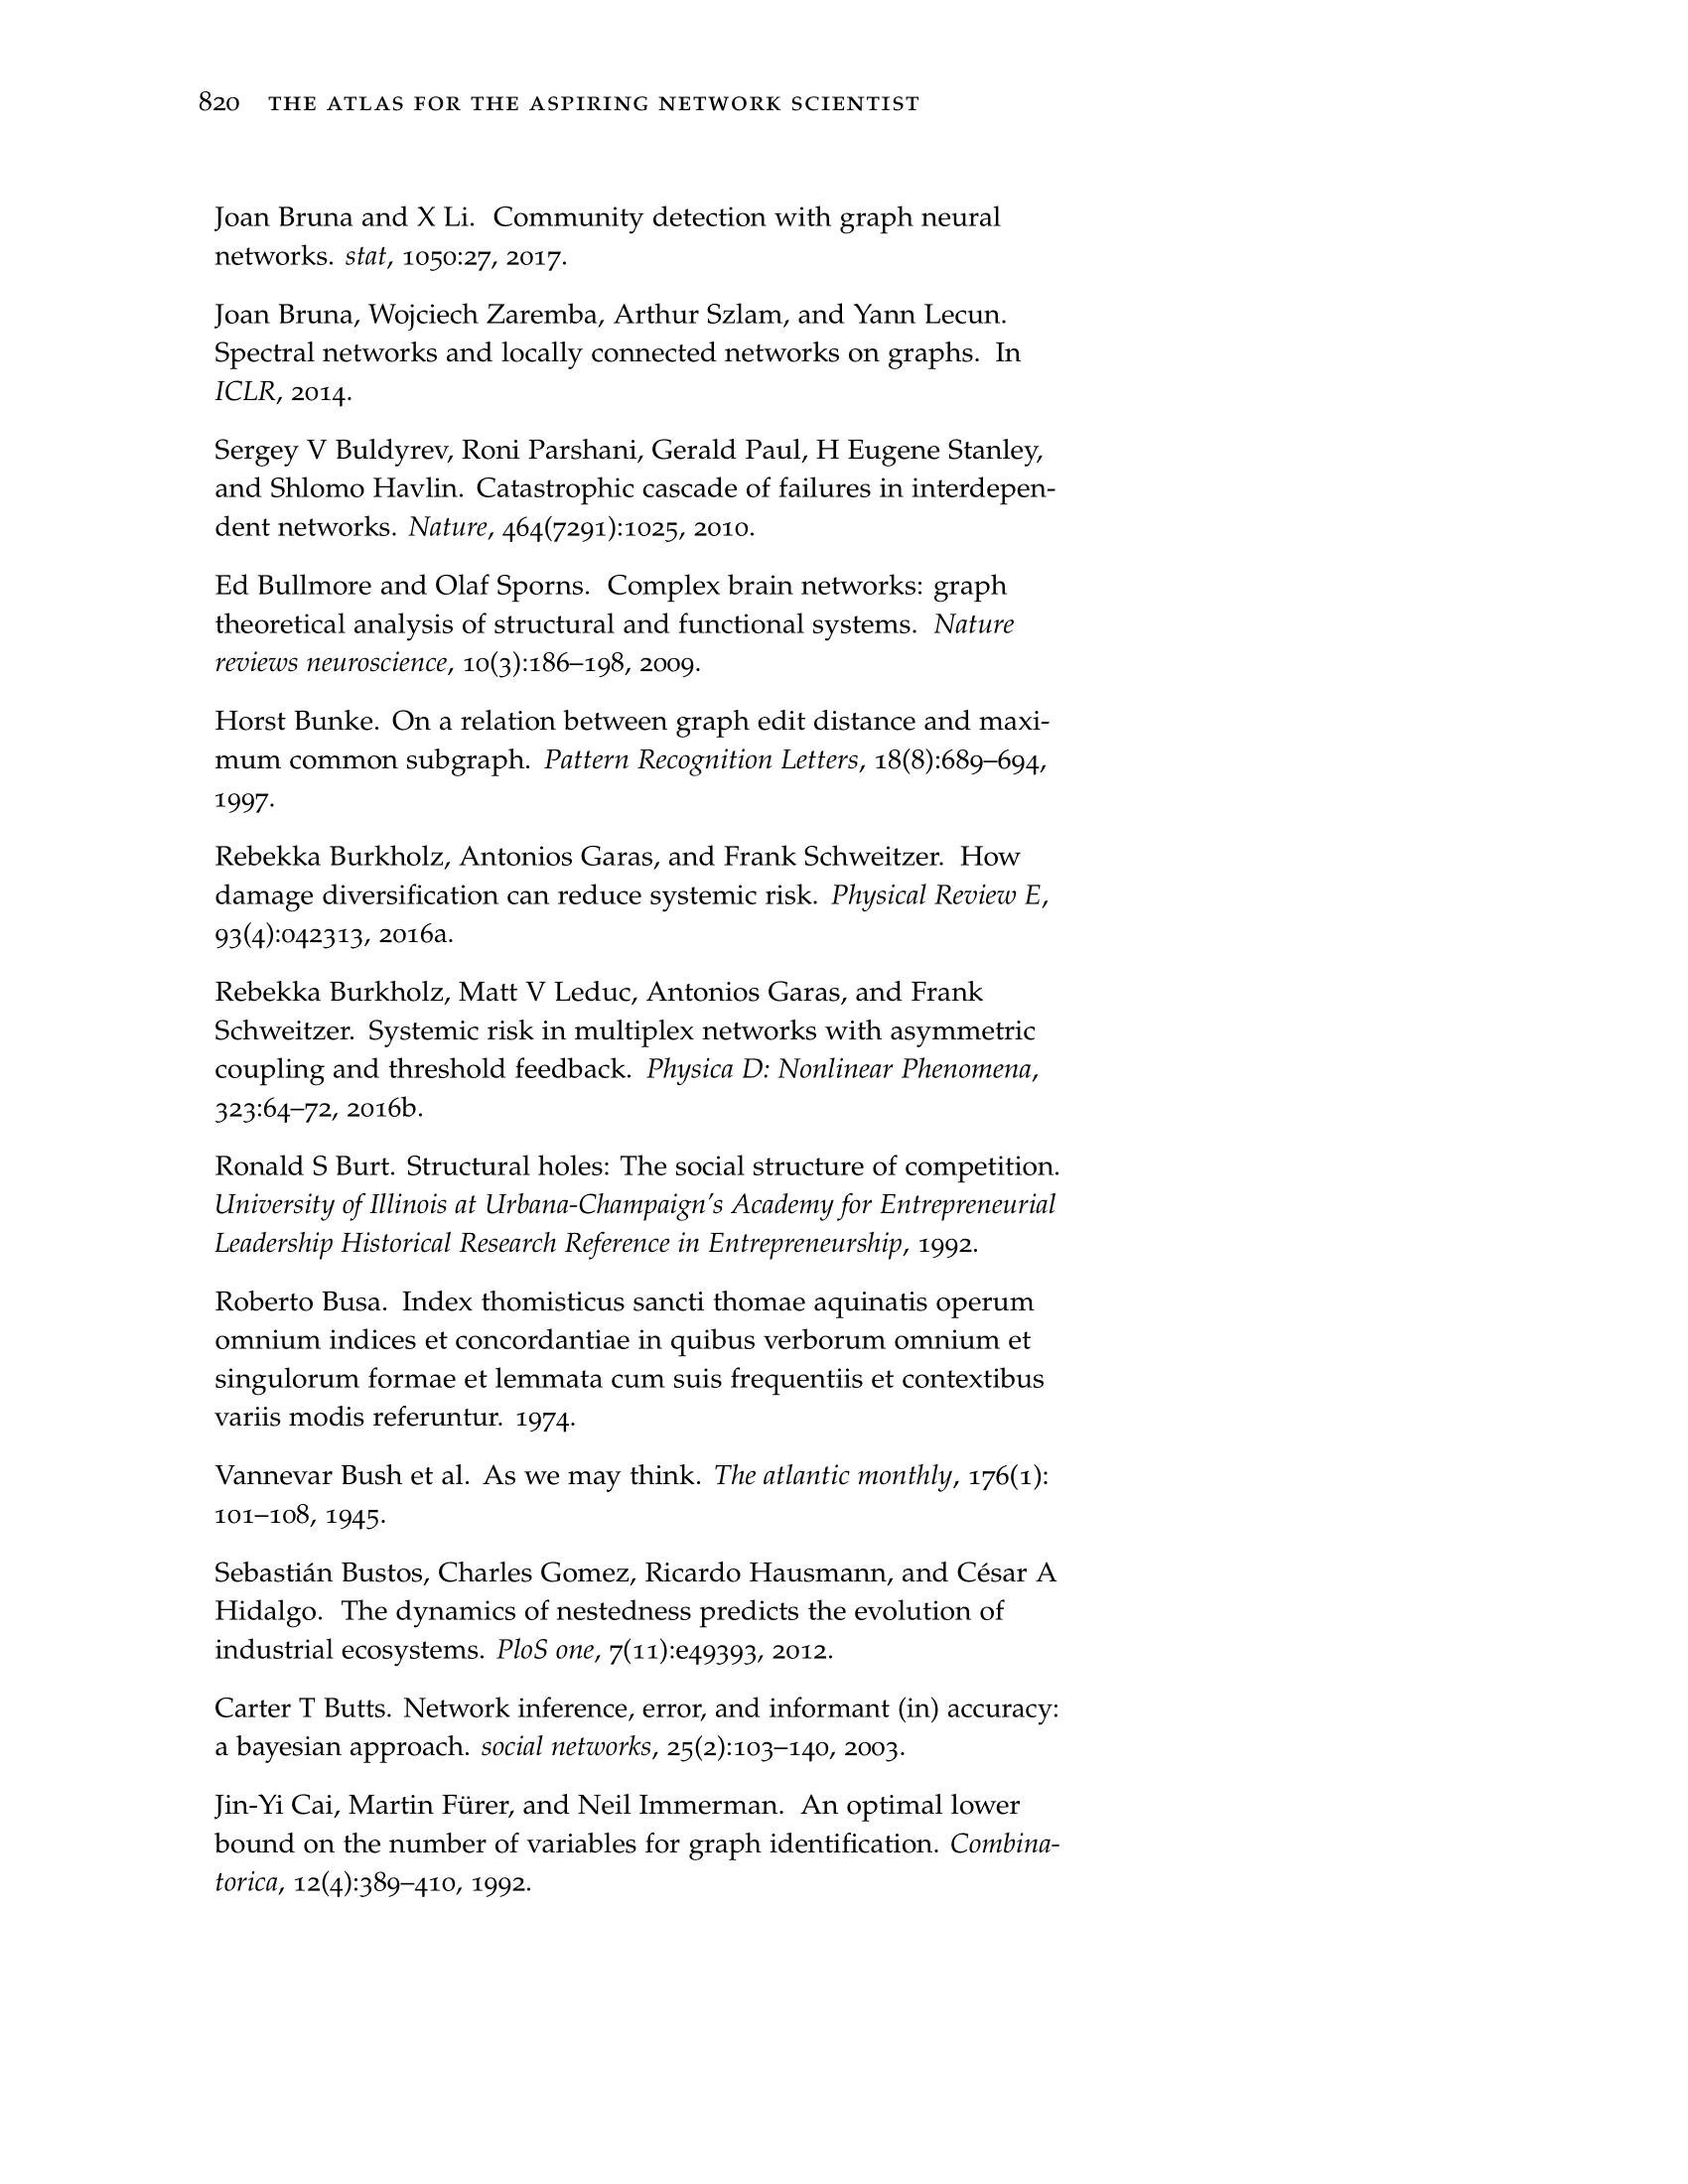 820 THE ATLAS FOR THE ASPIRING NETWORK SCIENTIST
Joan Bruna and X Li. Community detection with graph neural
networks. stat, 1050:27, 2017.
Joan Bruna, Wojciech Zaremba, Arthur Szlam, and Yann Lecun.
Spectral networks and locally connected networks on graphs. In
ICLR, 2014.
Sergey V Buldyrev, Roni Parshani, Gerald Paul, H Eugene Stanley,
and Shlomo Havlin. Catastrophic cascade of failures in interdepen-
dent networks. Nature, 464(7291):1025, 2010.
Ed Bullmore and Olaf Sporns. Complex brain networks: graph
theoretical analysis of structural and functional systems. Nature
reviews neuroscience, 10(3):186–198, 2009.
Horst Bunke. On a relation between graph edit distance and maxi-
mum common subgraph. Pattern Recognition Letters, 18(8):689–694,
1997.
Rebekka Burkholz, Antonios Garas, and Frank Schweitzer. How
damage diversification can reduce systemic risk. Physical Review E,
93(4):042313, 2016a.
Rebekka Burkholz, Matt V Leduc, Antonios Garas, and Frank
Schweitzer. Systemic risk in multiplex networks with asymmetric
coupling and threshold feedback. Physica D: Nonlinear Phenomena,
323:64–72, 2016b.
Ronald S Burt. Structural holes: The social structure of competition.
University of Illinois at Urbana-Champaign's Academy for Entrepreneurial
Leadership Historical Research Reference in Entrepreneurship, 1992.
Roberto Busa. Index thomisticus sancti thomae aquinatis operum
omnium indices et concordantiae in quibus verborum omnium et
singulorum formae et lemmata cum suis frequentiis et contextibus
variis modis referuntur. 1974.
Vannevar Bush et al. As we may think. The atlantic monthly, 176(1):
101–108, 1945.
Sebastián Bustos, Charles Gomez, Ricardo Hausmann, and César A
Hidalgo. The dynamics of nestedness predicts the evolution of
industrial ecosystems. PloS one, 7(11):e49393, 2012.
Carter T Butts. Network inference, error, and informant (in) accuracy:
a bayesian approach. social networks, 25(2):103–140, 2003.
Jin-Yi Cai, Martin Fürer, and Neil Immerman. An optimal lower
bound on the number of variables for graph identification. Combina-
torica, 12(4):389–410, 1992.